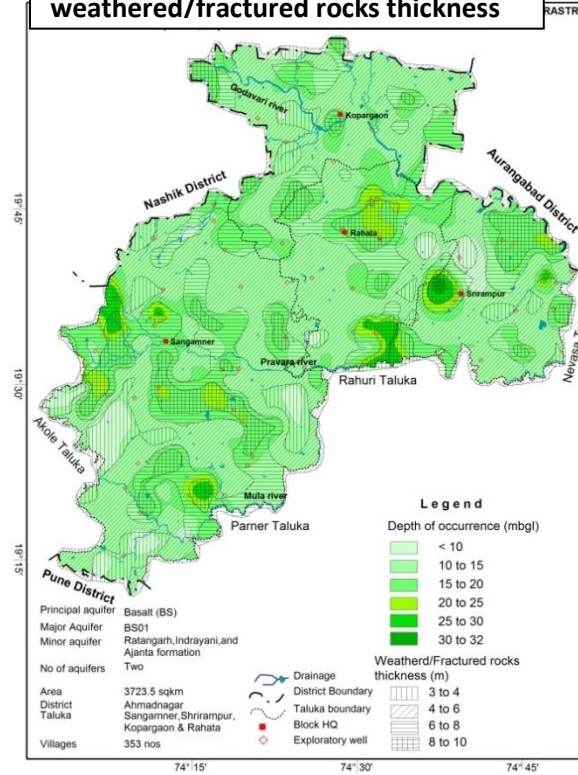 weathered/fractured rocks thickness
RASTR
Godavari river
Kopargaon
Nashik District
Aurangabad District
19° 45'
Rahata
Srirampur
Sangamner
Pravara river
Nevasa
Rahuri Taluka
19° 30'
Akole Taluka
Mula river
Parner Taluka
19° 15'
Pune District
Legend
Depth of occurrence (mbgl)
< 10
10 to 15
15 to 20
20 to 25
25 to 30
30 to 32
Principal aquifer Basalt (BS)
Major Aquifer BS01
Minor aquifer Ratangarh,Indrayani,and
Ajanta formation
No of aquifers Two
Area 3723.5 sqkm
District Ahmadnagar
Taluka Sangamner,Shrirampur,
Kopargaon & Rahata
Villages 353 nos
Drainage
District Boundary
Taluka boundary
Block HQ
Exploratory well
Weatherd/Fractured rocks
thickness (m)
3 to 4
4 to 6
6 to 8
8 to 10
74° 15'
74° 30'
74° 45'